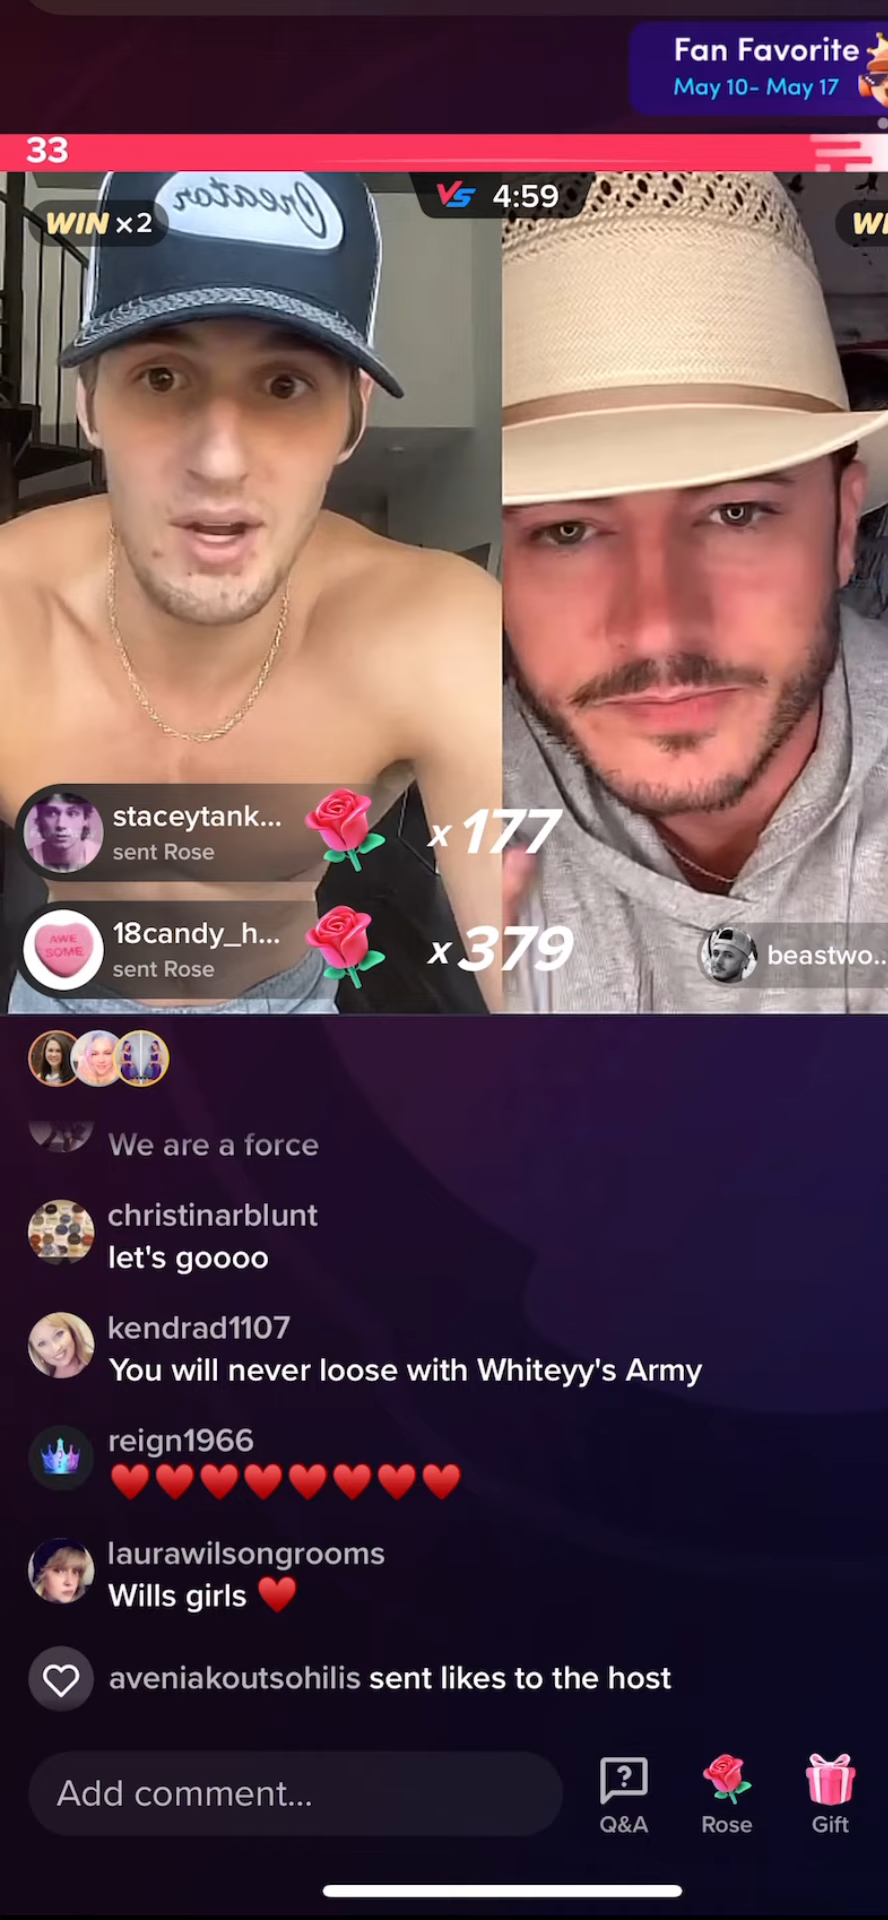 Fan Favorite
May 10- May 17
33
VS 4:59
WIN x2
Creator
staceytank...
sent Rose
x 177
18candy_h...
AWE
SOME
sent Rose
x 379
beastwo..
We are a force
christinarblunt
let's goooo
kendrad1107
You will never loose with Whiteyy's Army
reign1966
❤️❤️❤️❤️❤️❤️❤️❤️
laurawilsongrooms
Wills girls ❤️
aveniakoutsohilis sent likes to the host
Add comment...
Q&A
Rose
Gift